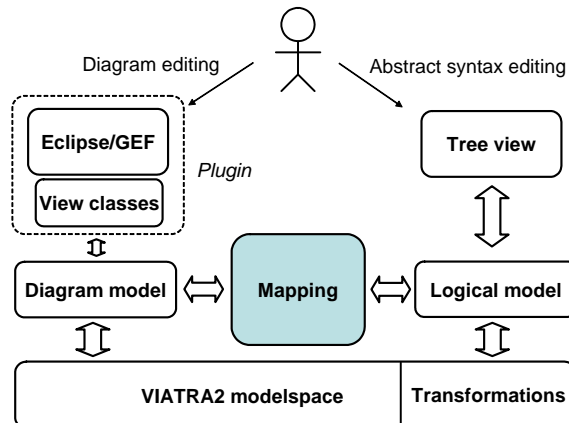 Diagram editing
Abstract syntax editing
Eclipse/GEF
Tree view
Plugin
View classes
Diagram model
Mapping
Logical model
VIATRA2 modelspace
Transformations